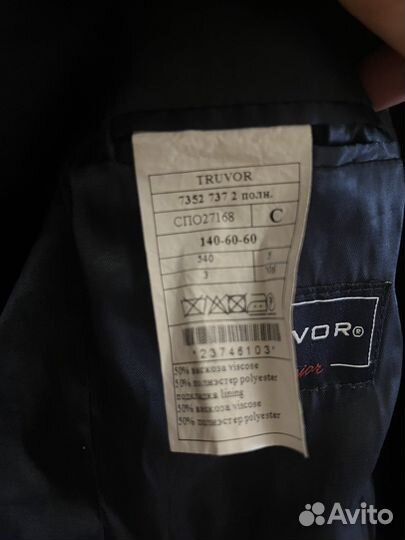 TRUVOR
7352 737 2 полн.
СПО27168 С
140-60-60
540
3
*23746103*
50% вискоза viscose
50% полиэстер polyester
подкладка lining
50% вискоза viscose
50% полиэстер polyester
VOR®
Avito